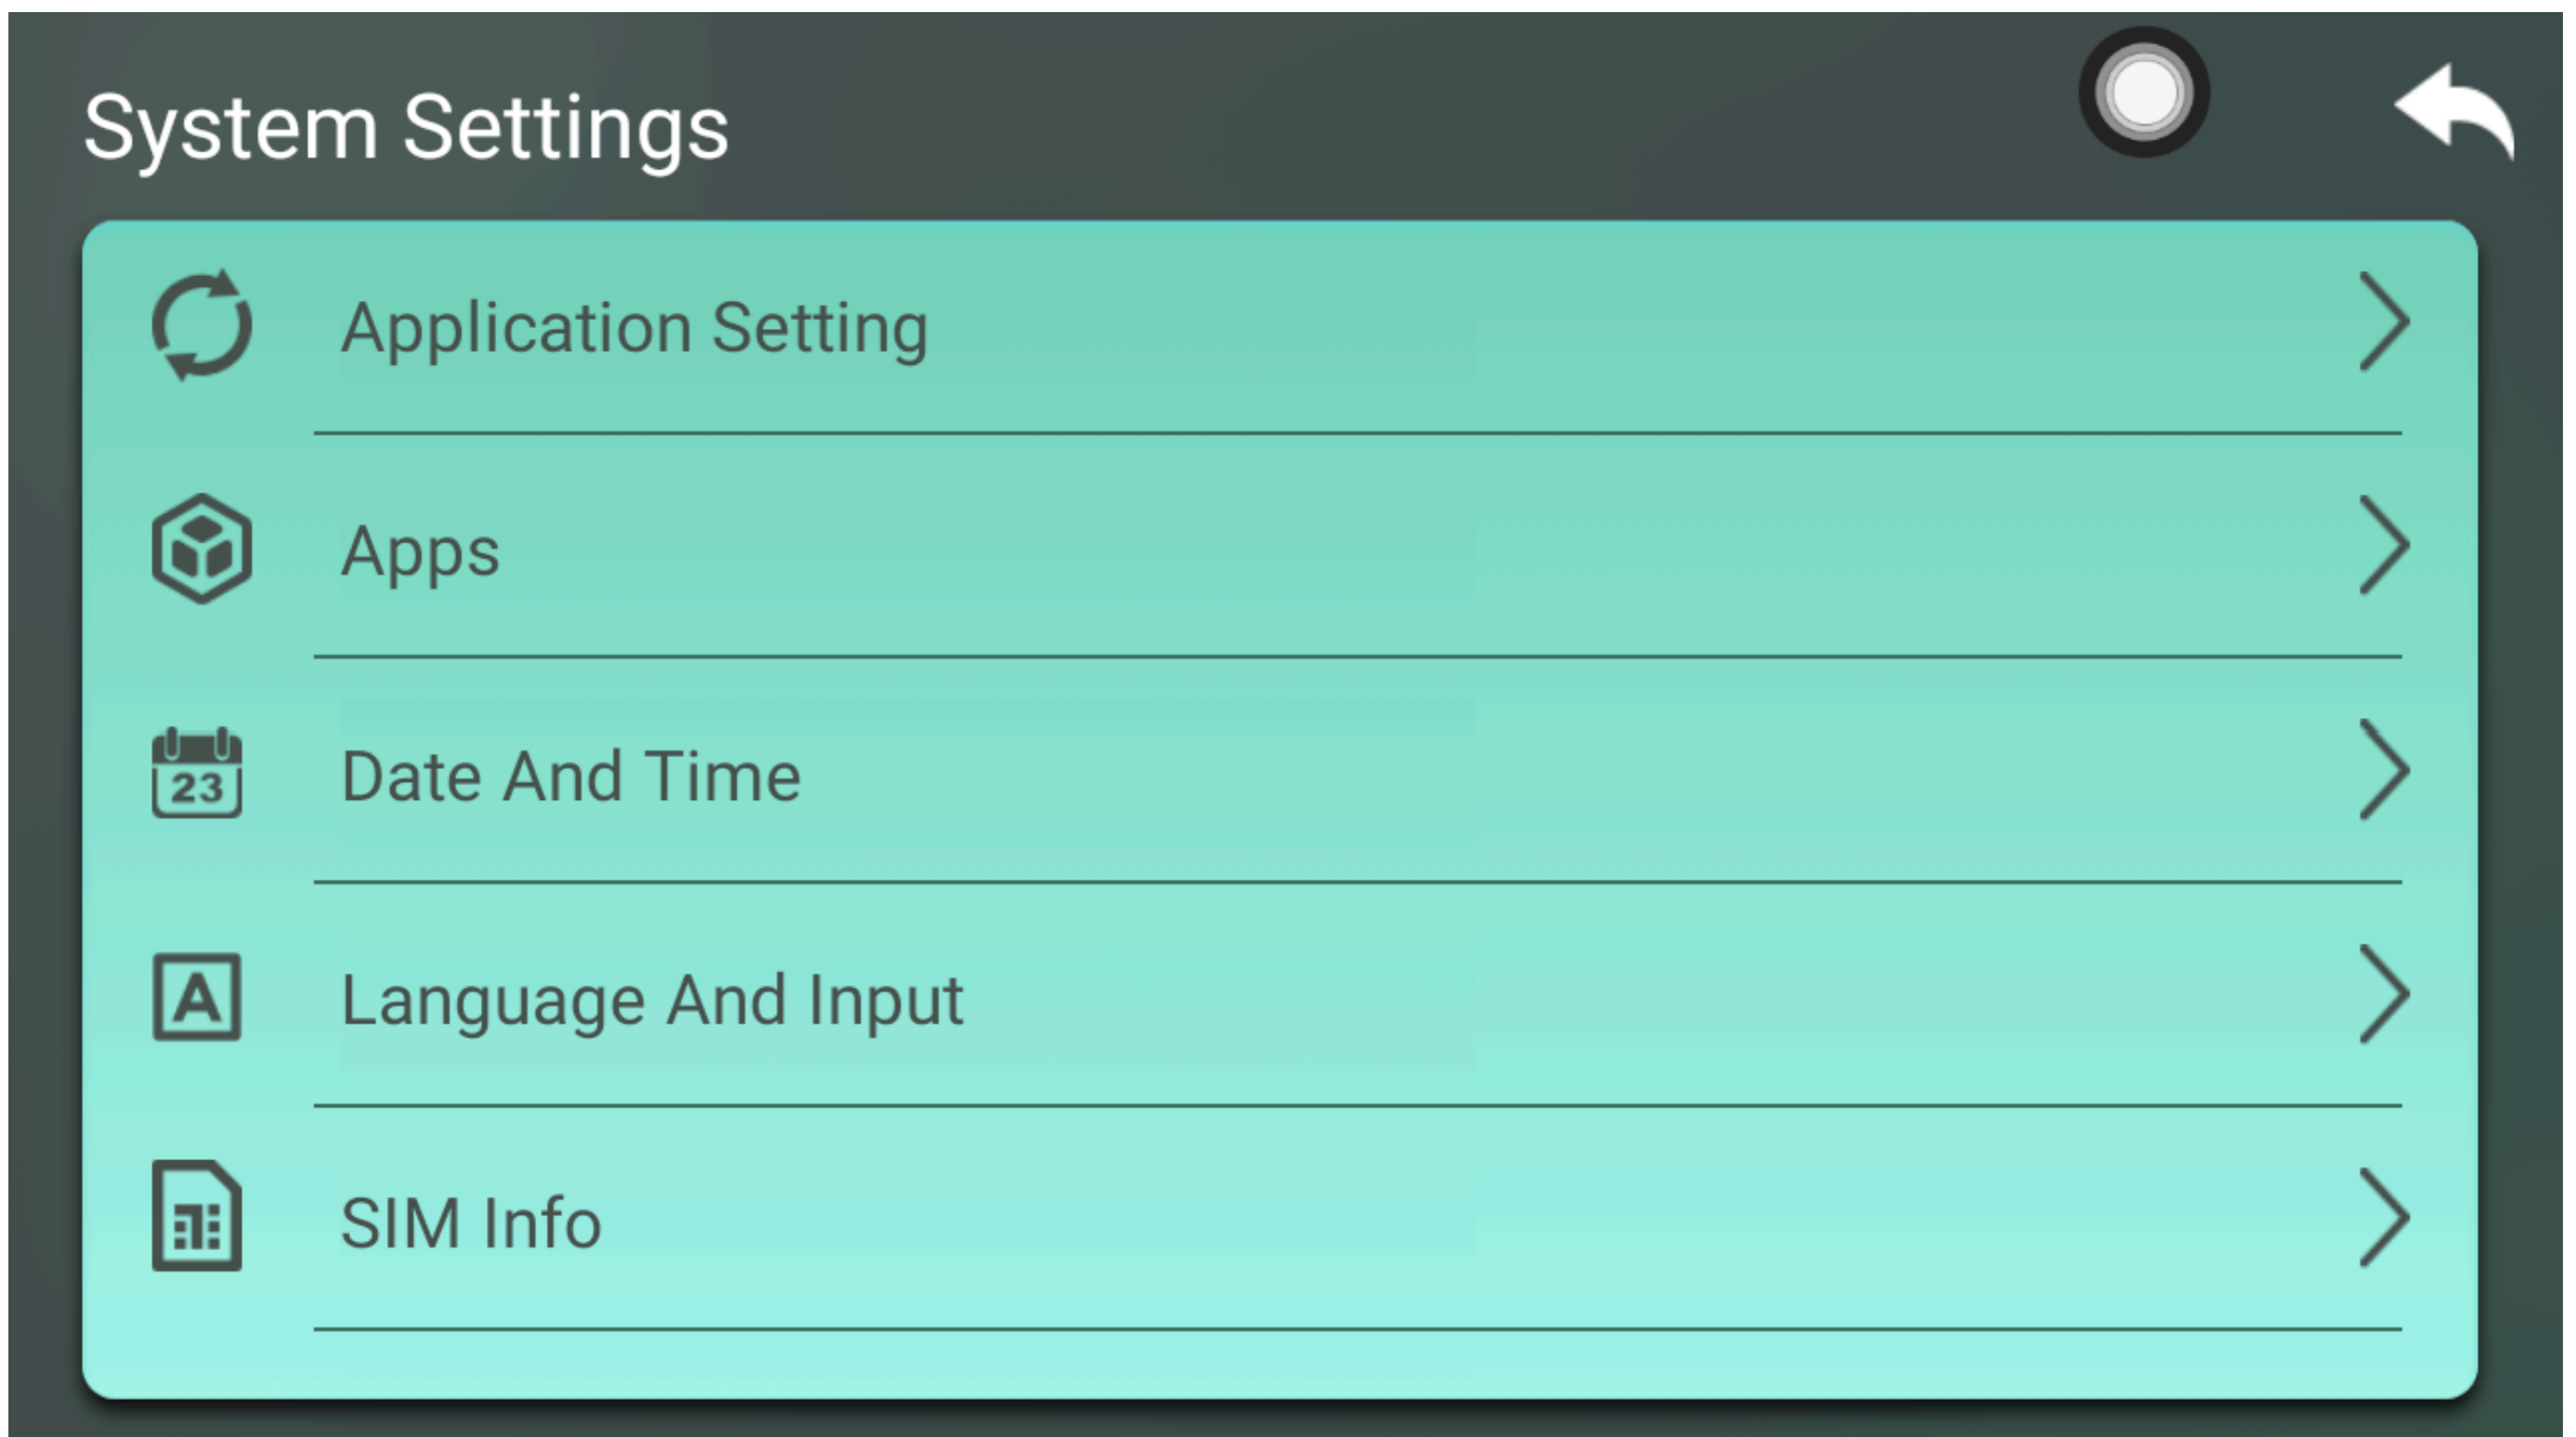 System Settings
Application Setting
Apps
23
Date And Time
A
Language And Input
SIM Info